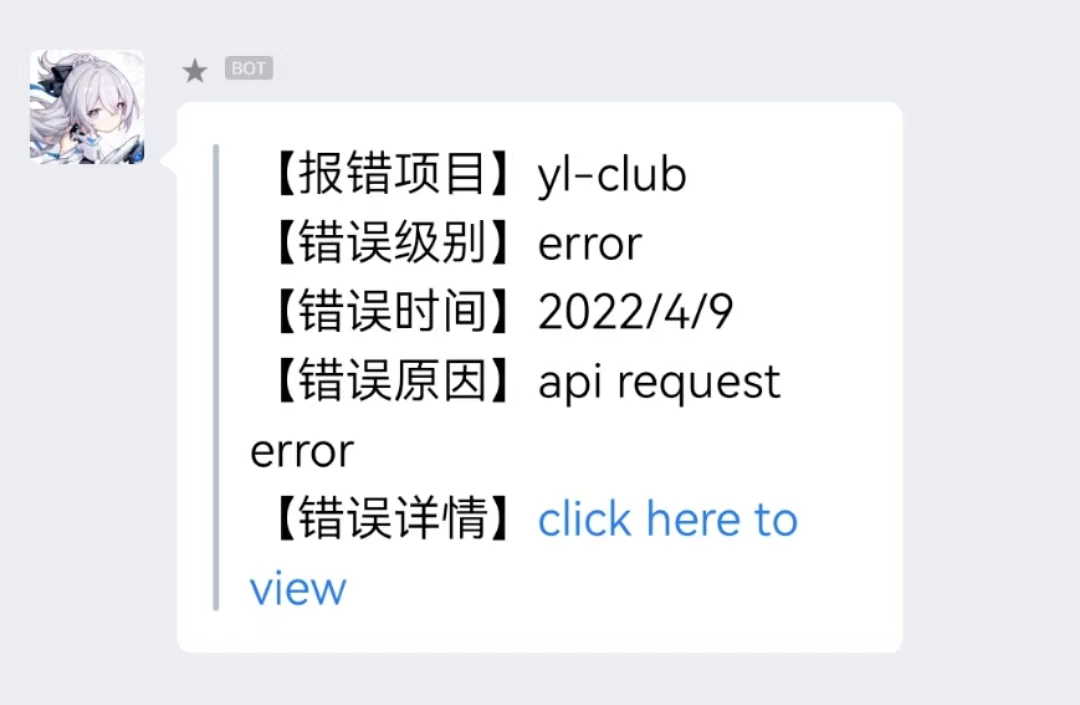 BOT
【报错项目】yl-club
【错误级别】error
【错误时间】2022/4/9
【错误原因】api request
error
【错误详情】click here to
view